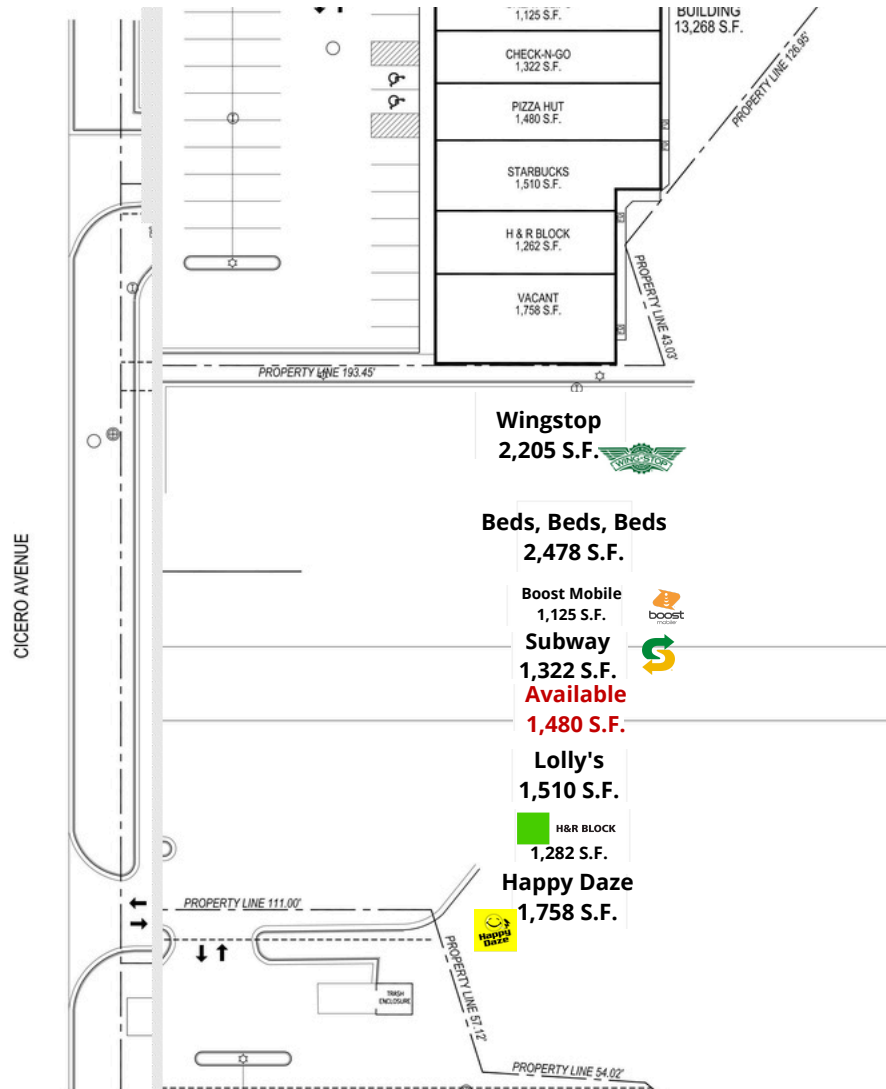 1,125 S.F.
BUILDING
13,268 S.F.
CHECK-N-GO
1,322 S.F.
PROPERTY LINE 126.95'
PIZZA HUT
1,480 S.F.
STARBUCKS
1,510 S.F.
H & R BLOCK
1,262 S.F.
PROPERTY LINE 43.03'
VACANT
1,758 S.F.
PROPERTY LINE 193.45'
Wingstop
2,205 S.F.
WING-STOP
Beds, Beds, Beds
2,478 S.F.
CICERO AVENUE
Boost Mobile
1,125 S.F.
boost
mobile
Subway
1,322 S.F.
Available
1,480 S.F.
Lolly's
1,510 S.F.
H&R BLOCK
1,282 S.F.
Happy Daze
1,758 S.F.
Happy
Daze
PROPERTY LINE 111.00'
PROPERTY LINE 57.12'
TRASH
ENCLOSURE
PROPERTY LINE 54.02'